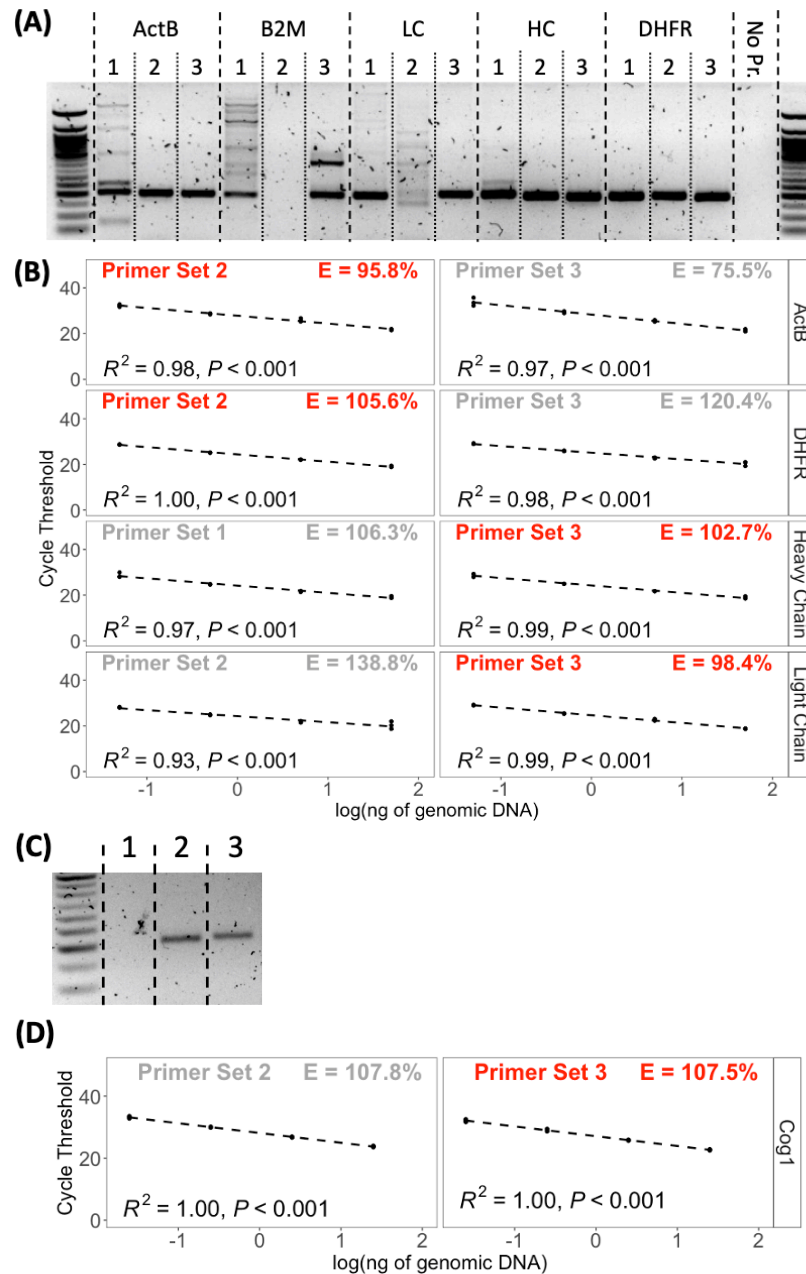 (A)
ActB B2M LC HC DHFR No Pr.
1 2 3 1 2 3 1 2 3 1 2 3 1 2 3
(B)
Primer Set 2 E = 95.8% Primer Set 3 E = 75.5%
40
20
0
R² = 0.98, P < 0.001 R² = 0.97, P < 0.001
ActB
Primer Set 2 E = 105.6% Primer Set 3 E = 120.4%
40
20
0
R² = 1.00, P < 0.001 R² = 0.98, P < 0.001
DHFR
Cycle Threshold
Primer Set 1 E = 106.3% Primer Set 3 E = 102.7%
40
20
0
R² = 0.97, P < 0.001 R² = 0.99, P < 0.001
Heavy Chain
Primer Set 2 E = 138.8% Primer Set 3 E = 98.4%
40
20
0
R² = 0.93, P < 0.001 R² = 0.99, P < 0.001
Light Chain
-1 0 1 2 -1 0 1 2
log(ng of genomic DNA)
(C)
1 2 3
(D)
Primer Set 2 E = 107.8% Primer Set 3 E = 107.5%
Cycle Threshold
40
20
0
R² = 1.00, P < 0.001 R² = 1.00, P < 0.001
Cog1
-1 0 1 2 -1 0 1 2
log(ng of genomic DNA)